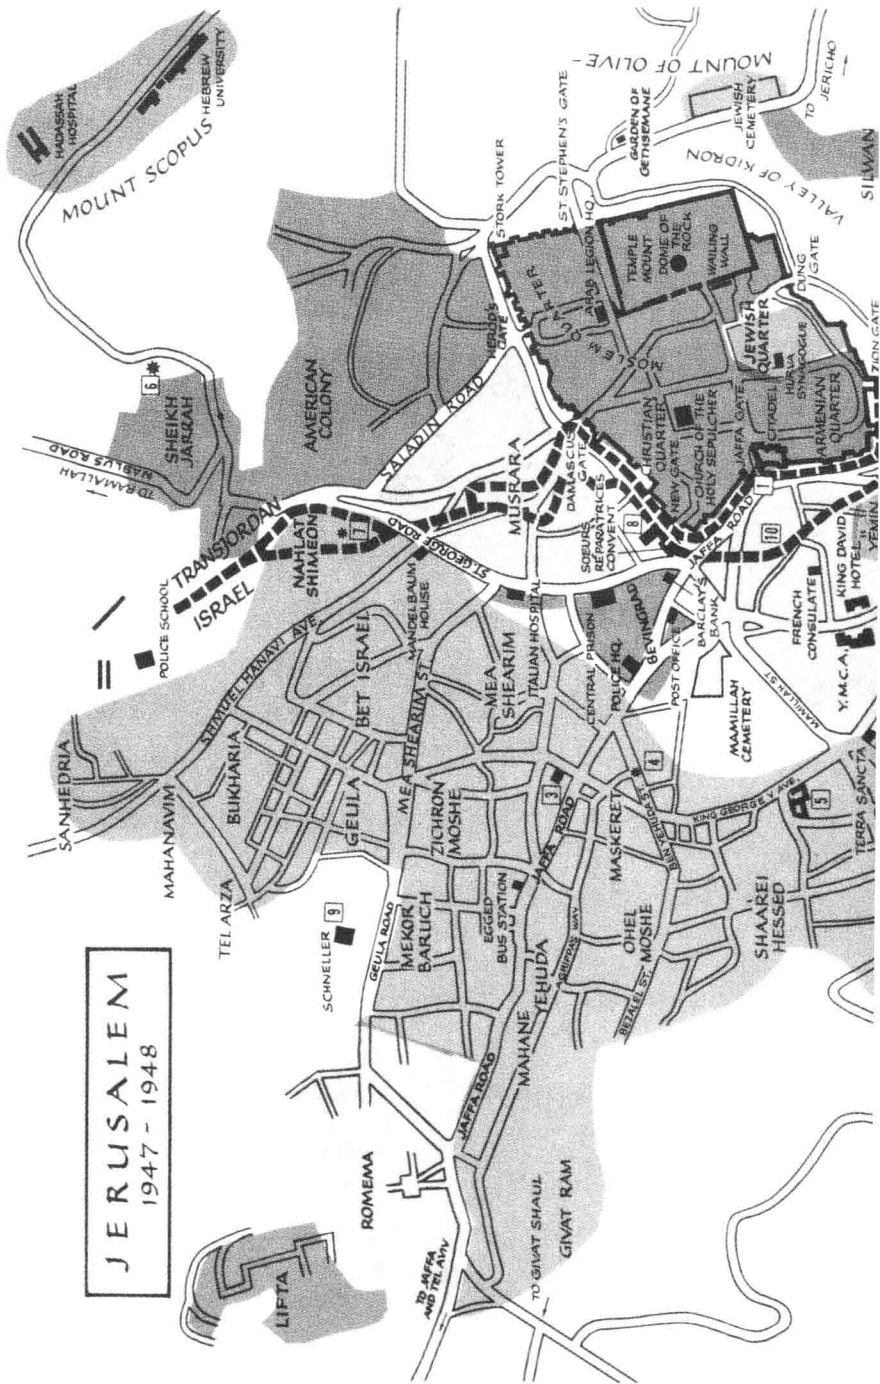 JERUSALEM
1947 – 1948
HADASSAH
HOSPITAL
HEBREW
UNIVERSITY
MOUNT SCOPUS
TO RAMALLAH
NABLUS ROAD
SHEIKH
JARRAH
6
AMERICAN
COLONY
SALADIN ROAD
HEROD'S
GATE
STORK TOWER
ST. STEPHEN'S GATE
MOUNT OF OLIVE-
GARDEN OF
GETHSEMANE
JEWISH
CEMETERY
TO JERICHO
VALLEY OF KIDRON
SILWAN
TEMPLE
MOUNT
DOME OF
THE
ROCK
WAILING
WALL
ARAB LEGION HQ.
MOSLEM QUARTER
DUNG
GATE
JEWISH
QUARTER
HURVA
SYNAGOGUE
ZION GATE
ARMENIAN
QUARTER
CITADEL
JAFFA GATE
CHRISTIAN
QUARTER
NEW GATE
CHURCH OF THE
HOLY SEPULCHER
DAMASCUS
GATE
MUSRARA
SOEURS
REPARATRICES
CONVENT
8
1
JAFFA ROAD
10
TRANSJORDAN
ISRAEL
NAHLAT
SHIMEON
7
ST. GEORGE ROAD
POLICE SCHOOL
SHMUEL HANAVI AVE.
BET ISRAEL
MANDELBAUM
HOUSE
MEA SHEARIM ST.
MEA
SHEARIM
ITALIAN HOSPITAL
CENTRAL PRISON
POLICE HQ.
BEVINGRAD
POST OFFICE
BARCLAY'S
BANK
MAMILLAH
CEMETERY
MAMILLAH ST.
FRENCH
CONSULATE
KING DAVID
HOTEL
Y.M.C.A.
YEMIN
SANHEDRIA
MAHANAVIM
BUKHARIA
TEL ARZA
GEULA
ZICHRON
MOSHE
3
JAFFA ROAD
4
BEN YEHUDA ST.
KING GEORGE V AVE.
5
TERRA SANCTA
SCHNELLER
9
GEULA ROAD
MEKOR
BARUCH
EGGED
BUS STATION
MASKERET
MAHANE
YEHUDA
AGRIPPAS WAY
OHEL
MOSHE
BEZALEL ST.
SHAAREI
HESSED
JAFFA ROAD
ROMEMA
LIFTA
TO JAFFA
AND TEL AVIV
TO GIVAT SHAUL
GIVAT RAM